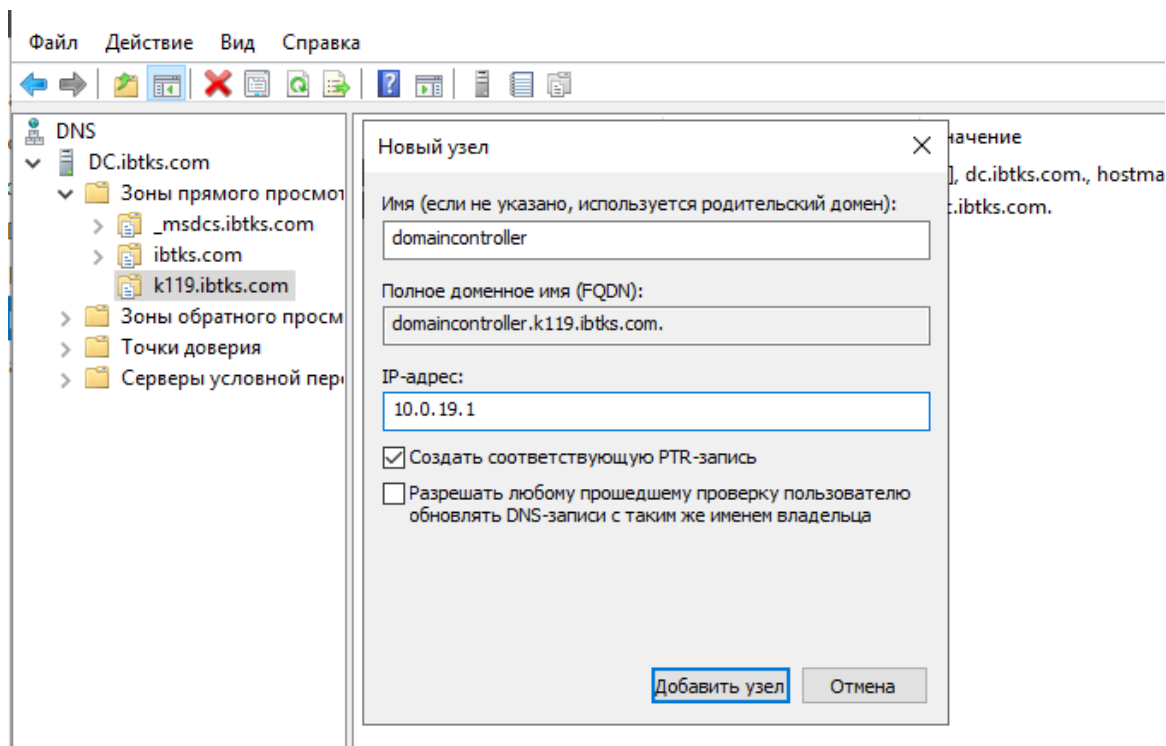 Файл Действие Вид Справка
DNS
DC.ibtks.com
Зоны прямого просмот
_msdcs.ibtks.com
ibtks.com
k119.ibtks.com
Зоны обратного просм
Точки доверия
Серверы условной пер
Новый узел
Имя (если не указано, используется родительский домен):
domaincontroller
Полное доменное имя (FQDN):
domaincontroller.k119.ibtks.com.
IP-адрес:
10.0.19.1
Создать соответствующую PTR-запись
Разрешать любому прошедшему проверку пользователю
обновлять DNS-записи с таким же именем владельца
Добавить узел Отмена
начение
], dc.ibtks.com., hostma
.ibtks.com.